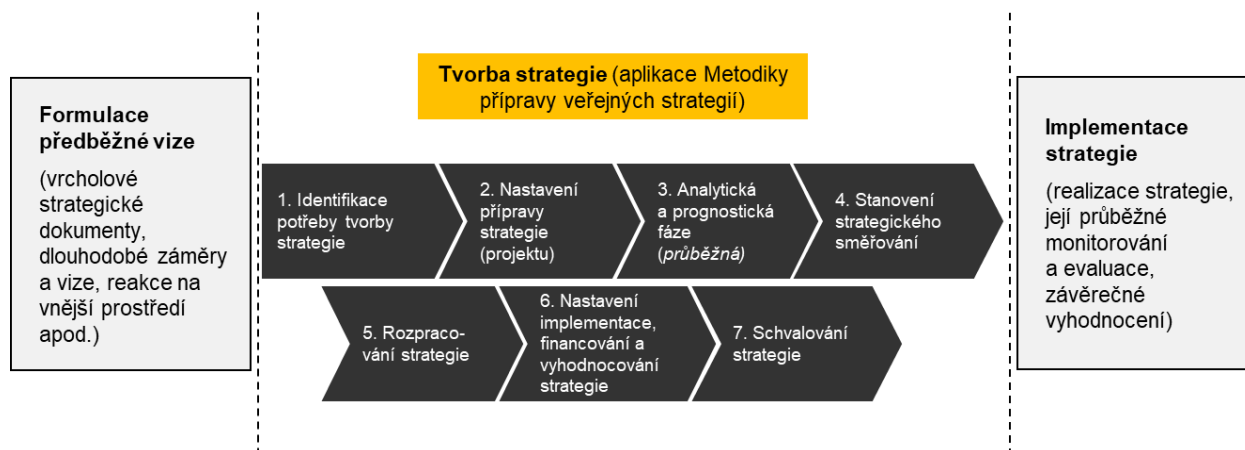 Formulace
předběžné vize
(vrcholové
strategické
dokumenty,
dlouhodobé záměry
a vize, reakce na
vnější prostředí
apod.)
Tvorba strategie (aplikace Metodiky
přípravy veřejných strategií)
1. Identifikace
potřeby tvorby
strategie
2. Nastavení
přípravy
strategie
(projektu)
3. Analytická
a prognostická
fáze
(průběžná)
4. Stanovení
strategického
směřování
5. Rozpraco-
vání strategie
6. Nastavení
implementace,
financování a
vyhodnocování
strategie
7. Schvalování
strategie
Implementace
strategie
(realizace strategie,
její průběžné
monitorování
a evaluace,
závěrečné
vyhodnocení)